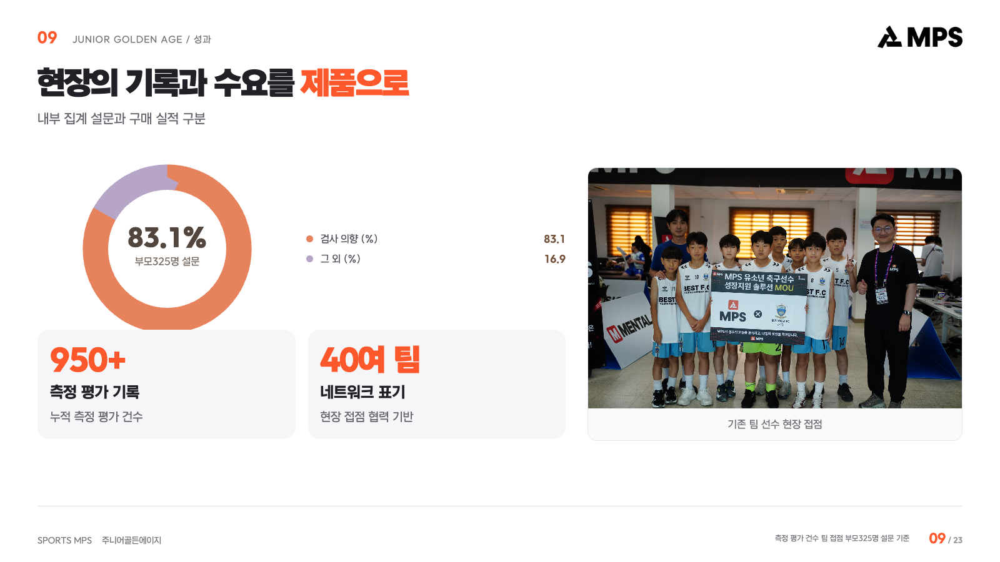 09 JUNIOR GOLDEN AGE / 성과
MPS
현장의 기록과 수요를 제품으로
내부 집계 설문과 구매 실적 구분
83.1%
부모325명 설문
검사 의향 (%) 83.1
그 외 (%) 16.9
950+
측정 평가 기록
누적 측정 평가 건수
40여 팀
네트워크 표기
현장 접점 협력 기반
MPS 유소년 축구선수
성장지원 솔루션 MOU
MPS
BEST F.C
MENTAL
기존 팀 선수 현장 접점
SPORTS MPS 주니어골든에이지
측정 평가 건수 팀 접점 부모325명 설문 기준
09 / 23